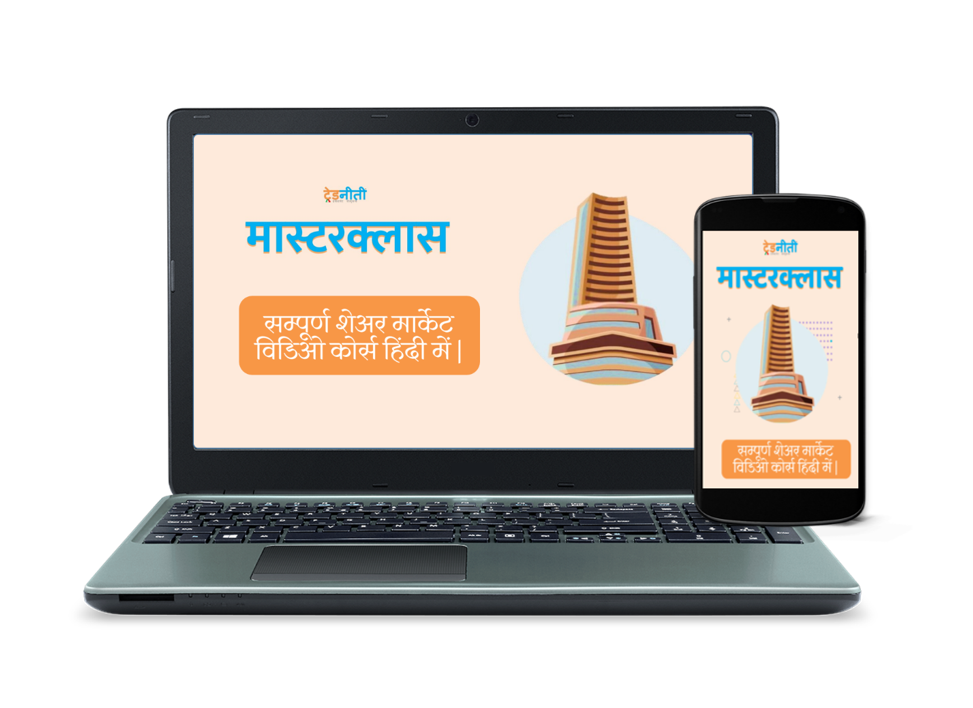 ट्रेडनीती
मास्टरक्लास
सम्पूर्ण शेअर मार्केट
विडिओ कोर्स हिंदी में |
ट्रेडनीती
मास्टरक्लास
सम्पूर्ण शेअर मार्केट
विडिओ कोर्स हिंदी में |